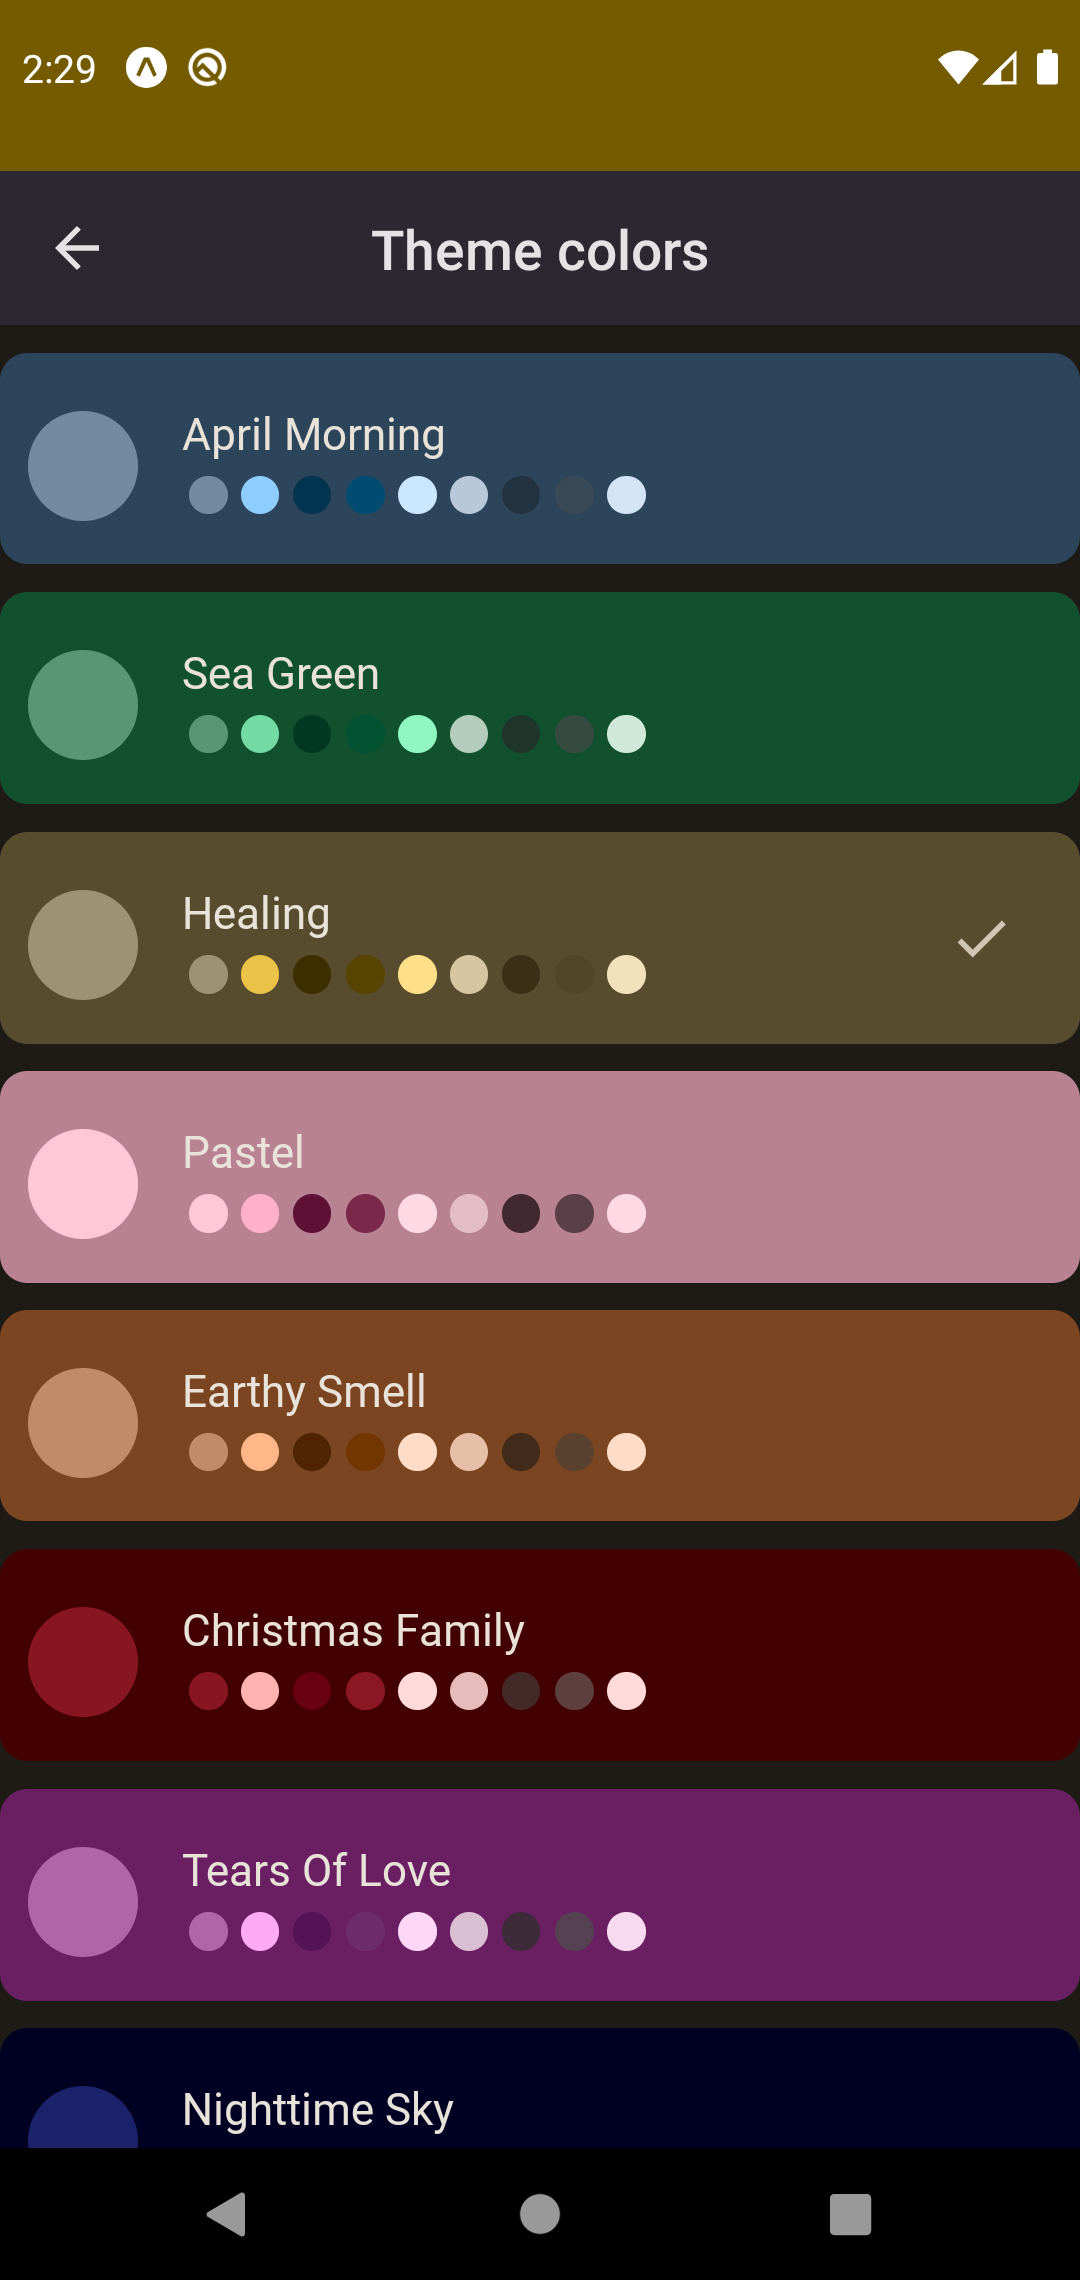 2:29
Theme colors
April Morning
Sea Green
Healing
Pastel
Earthy Smell
Christmas Family
Tears Of Love
Nighttime Sky